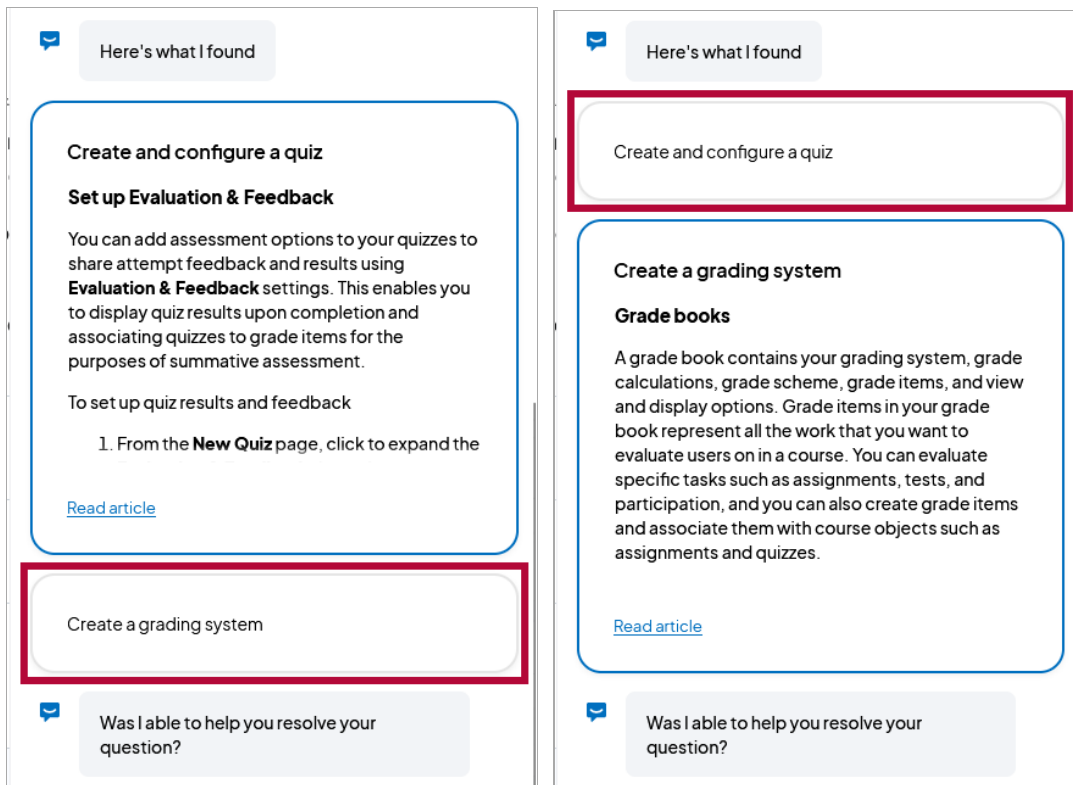 Here's what I found
Create and configure a quiz
Set up Evaluation & Feedback
You can add assessment options to your quizzes to
share attempt feedback and results using
Evaluation & Feedback settings. This enables you
to display quiz results upon completion and
associating quizzes to grade items for the
purposes of summative assessment.
To set up quiz results and feedback
1. From the New Quiz page, click to expand the
Read article
Create a grading system
Was I able to help you resolve your
question?
Here's what I found
Create and configure a quiz
Create a grading system
Grade books
A grade book contains your grading system, grade
calculations, grade scheme, grade items, and view
and display options. Grade items in your grade
book represent all the work that you want to
evaluate users on in a course. You can evaluate
specific tasks such as assignments, tests, and
participation, and you can also create grade items
and associate them with course objects such as
assignments and quizzes.
Read article
Was I able to help you resolve your
question?